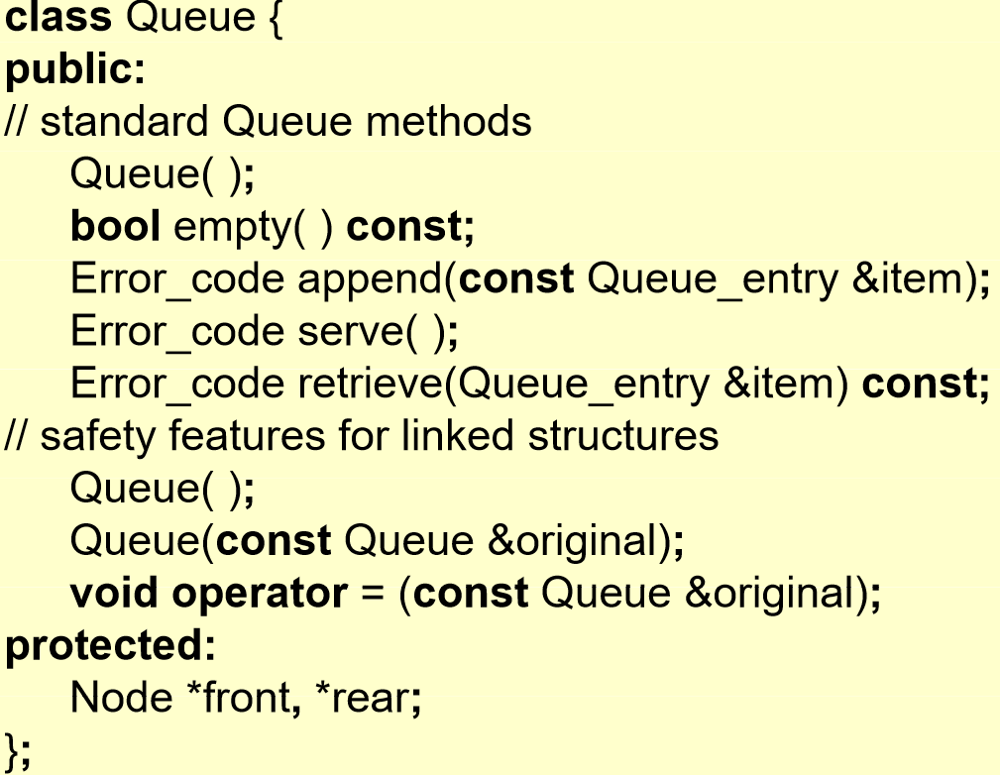 class Queue {
public:
// standard Queue methods
Queue( );
bool empty( ) const;
Error_code append(const Queue_entry &item);
Error_code serve( );
Error_code retrieve(Queue_entry &item) const;
// safety features for linked structures
Queue( );
Queue(const Queue &original);
void operator = (const Queue &original);
protected:
Node *front, *rear;
};